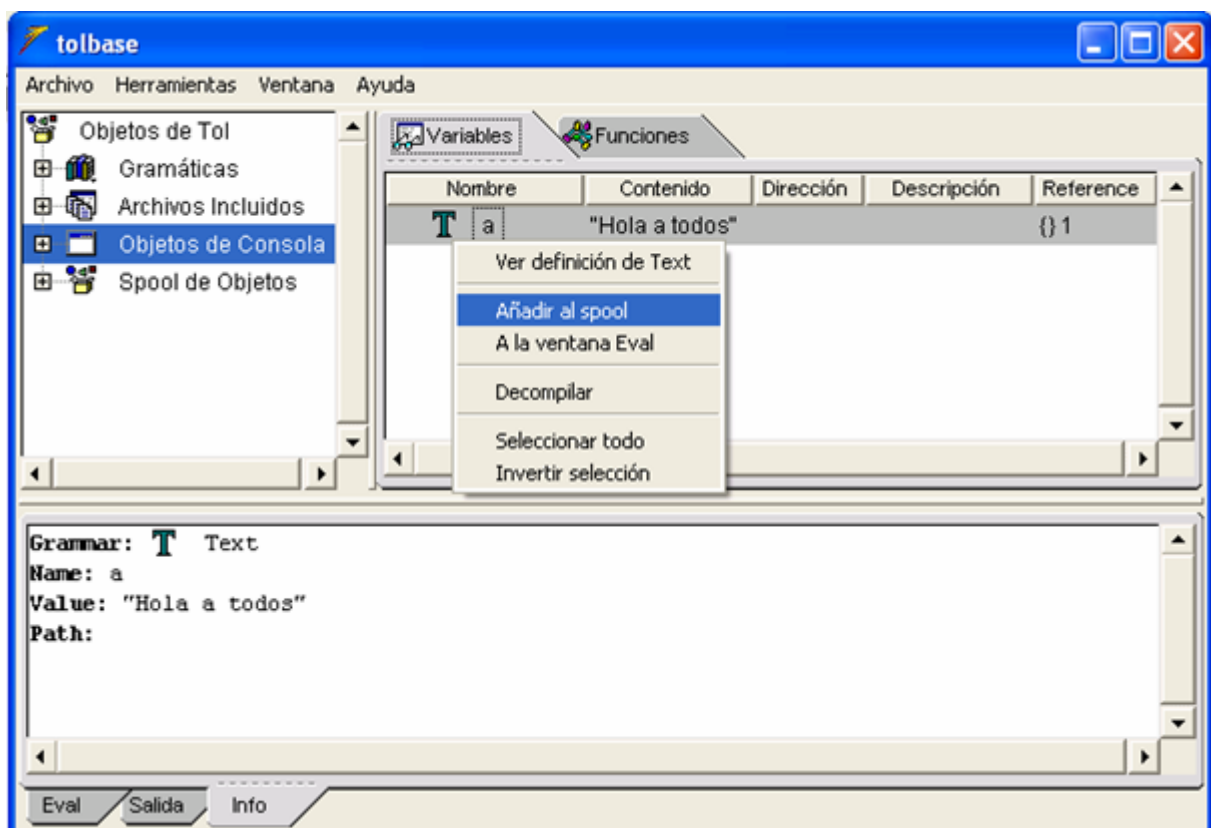 tolbase
Archivo Herramientas Ventana Ayuda
Objetos de Tol
Gramáticas
Archivos Incluidos
Objetos de Consola
Spool de Objetos
Variables Funciones
Nombre Contenido Dirección Descripción Reference
T a "Hola a todos" {} 1
Ver definición de Text
Añadir al spool
A la ventana Eval
Decompilar
Seleccionar todo
Invertir selección
Grammar: T Text
Name: a
Value: "Hola a todos"
Path:
Eval Salida Info